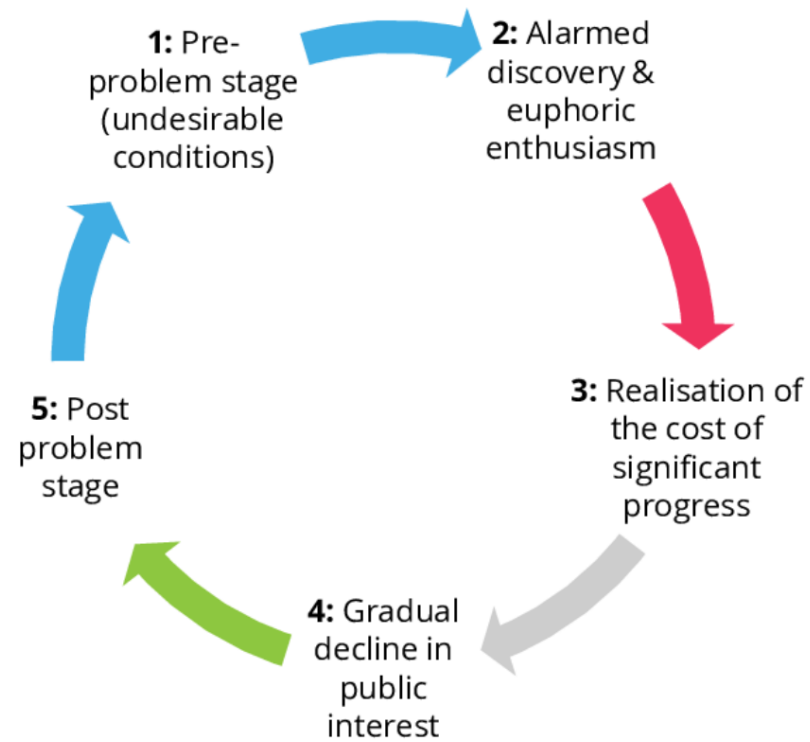 1: Pre-
problem stage
(undesirable
conditions)
2: Alarmed
discovery &
euphoric
enthusiasm
3: Realisation of
the cost of
significant
progress
4: Gradual
decline in
public
interest
5: Post
problem
stage